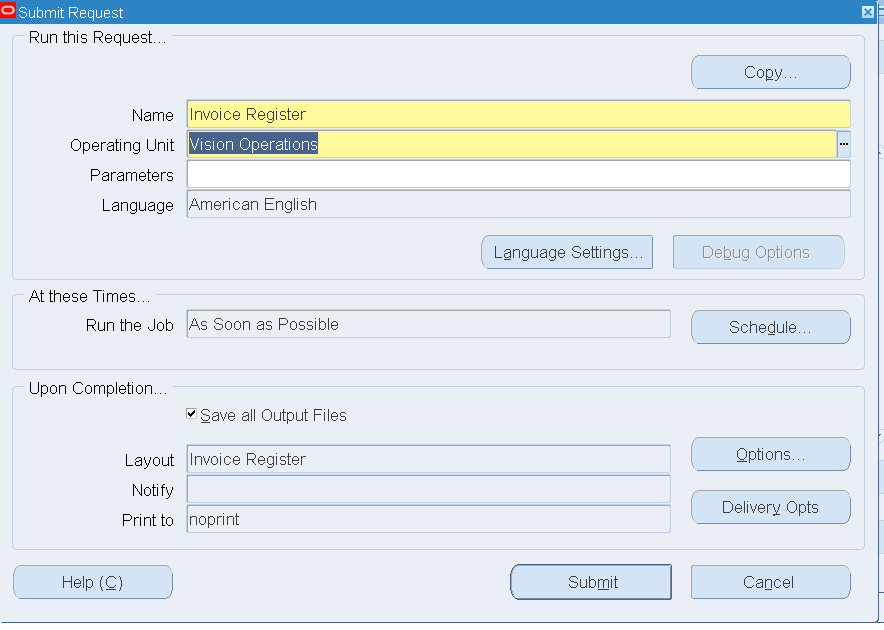 Submit Request
Run this Request...
Copy...
Name Invoice Register
Operating Unit Vision Operations ...
Parameters
Language American English
Language Settings... Debug Options
At these Times...
Run the Job As Soon as Possible Schedule...
Upon Completion...
Save all Output Files
Layout Invoice Register Options...
Notify
Print to noprint Delivery Opts
Help (C) Submit Cancel